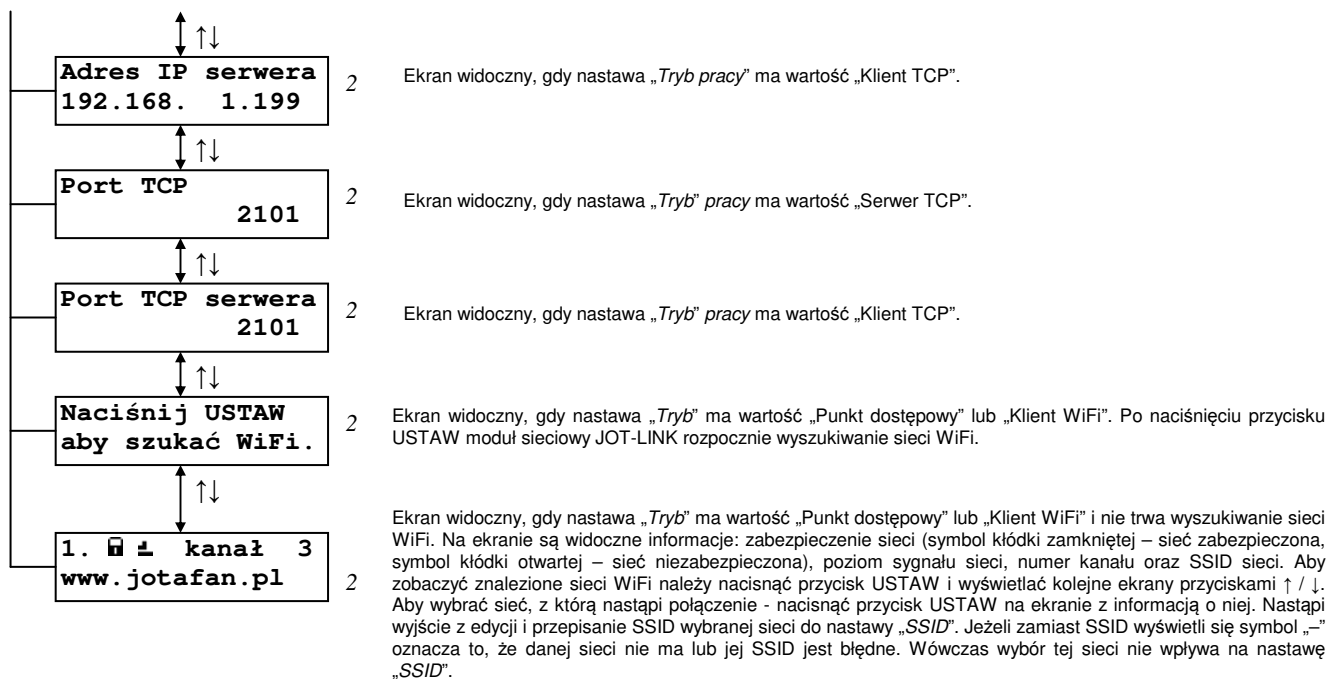 ↑↓
Adres IP serwera
192.168.  1.199
2
Ekran widoczny, gdy nastawa „Tryb pracy” ma wartość „Klient TCP”.
↑↓
Port TCP
2101
2
Ekran widoczny, gdy nastawa „Tryb” pracy ma wartość „Serwer TCP”.
↑↓
Port TCP serwera
2101
2
Ekran widoczny, gdy nastawa „Tryb” pracy ma wartość „Klient TCP”.
↑↓
Naciśnij USTAW
aby szukać WiFi.
2
Ekran widoczny, gdy nastawa „Tryb” ma wartość „Punkt dostępowy” lub „Klient WiFi”. Po naciśnięciu przycisku
USTAW moduł sieciowy JOT-LINK rozpocznie wyszukiwanie sieci WiFi.
↑↓
1. kanał 3
www.jotafan.pl
2
Ekran widoczny, gdy nastawa „Tryb” ma wartość „Punkt dostępowy” lub „Klient WiFi” i nie trwa wyszukiwanie sieci
WiFi. Na ekranie są widoczne informacje: zabezpieczenie sieci (symbol kłódki zamkniętej – sieć zabezpieczona,
symbol kłódki otwartej – sieć niezabezpieczona), poziom sygnału sieci, numer kanału oraz SSID sieci. Aby
zobaczyć znalezione sieci WiFi należy nacisnąć przycisk USTAW i wyświetlać kolejne ekrany przyciskami ↑ / ↓.
Aby wybrać sieć, z którą nastąpi połączenie - nacisnąć przycisk USTAW na ekranie z informacją o niej. Nastąpi
wyjście z edycji i przepisanie SSID wybranej sieci do nastawy „SSID”. Jeżeli zamiast SSID wyświetli się symbol „–”
oznacza to, że danej sieci nie ma lub jej SSID jest błędne. Wówczas wybór tej sieci nie wpływa na nastawę
„SSID”.